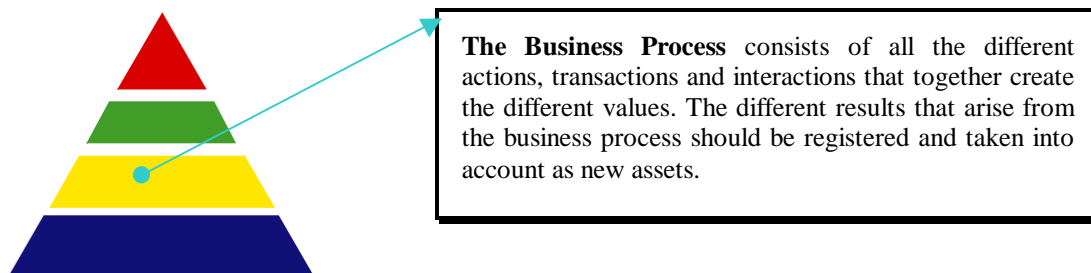 The Business Process consists of all the different
actions, transactions and interactions that together create
the different values. The different results that arise from
the business process should be registered and taken into
account as new assets.